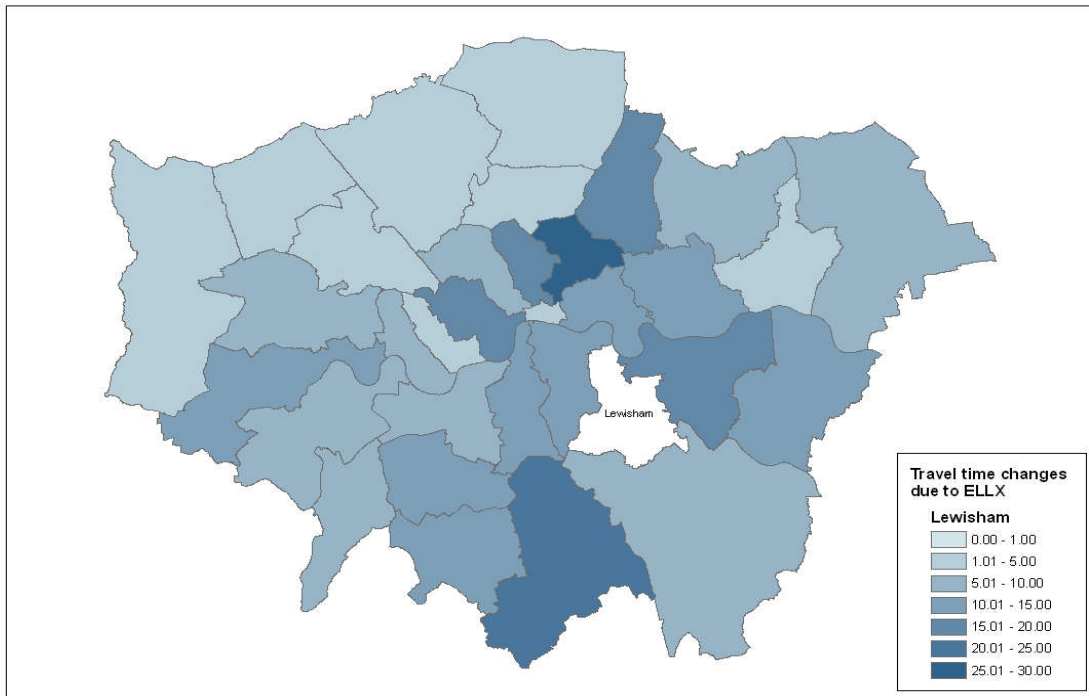 Lewisham
Travel time changes
due to ELLX
Lewisham
0.00 - 1.00
1.01 - 5.00
5.01 - 10.00
10.01 - 15.00
15.01 - 20.00
20.01 - 25.00
25.01 - 30.00